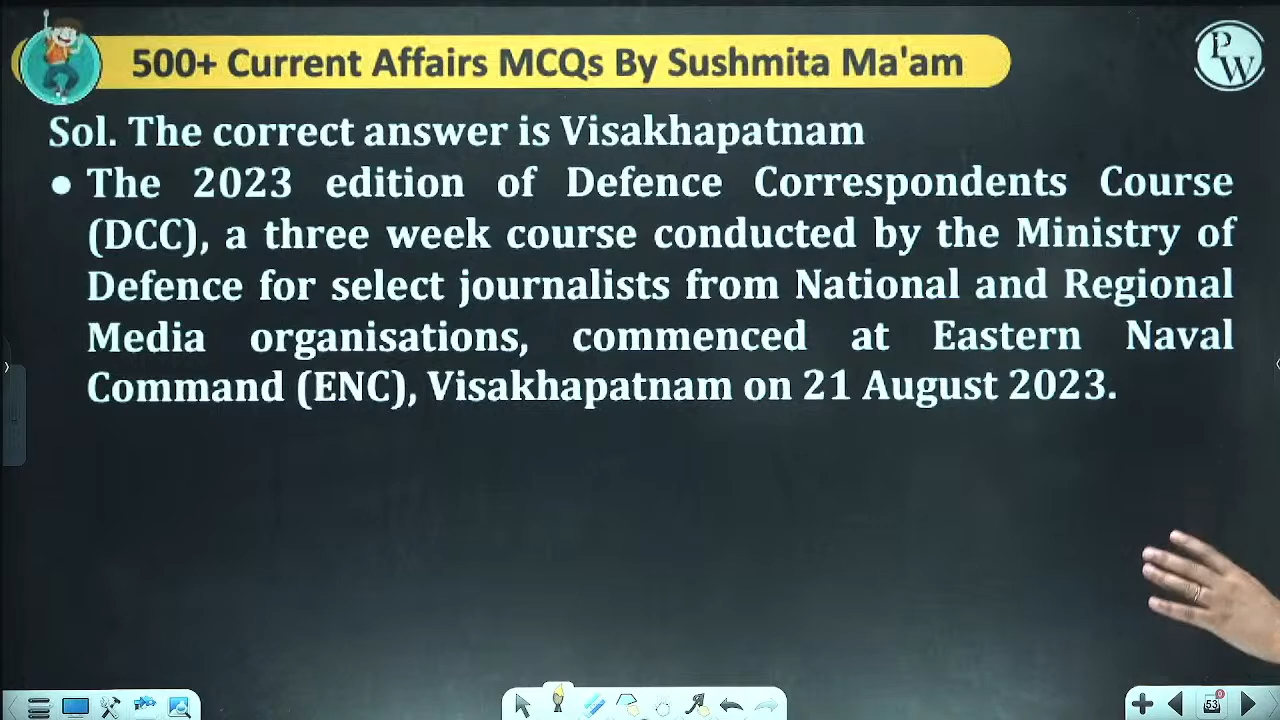 500+ Current Affairs MCQs By Sushmita Ma'am
PW
Sol. The correct answer is Visakhapatnam
● The 2023 edition of Defence Correspondents Course
(DCC), a three week course conducted by the Ministry of
Defence for select journalists from National and Regional
Media organisations, commenced at Eastern Naval
Command (ENC), Visakhapatnam on 21 August 2023.
53